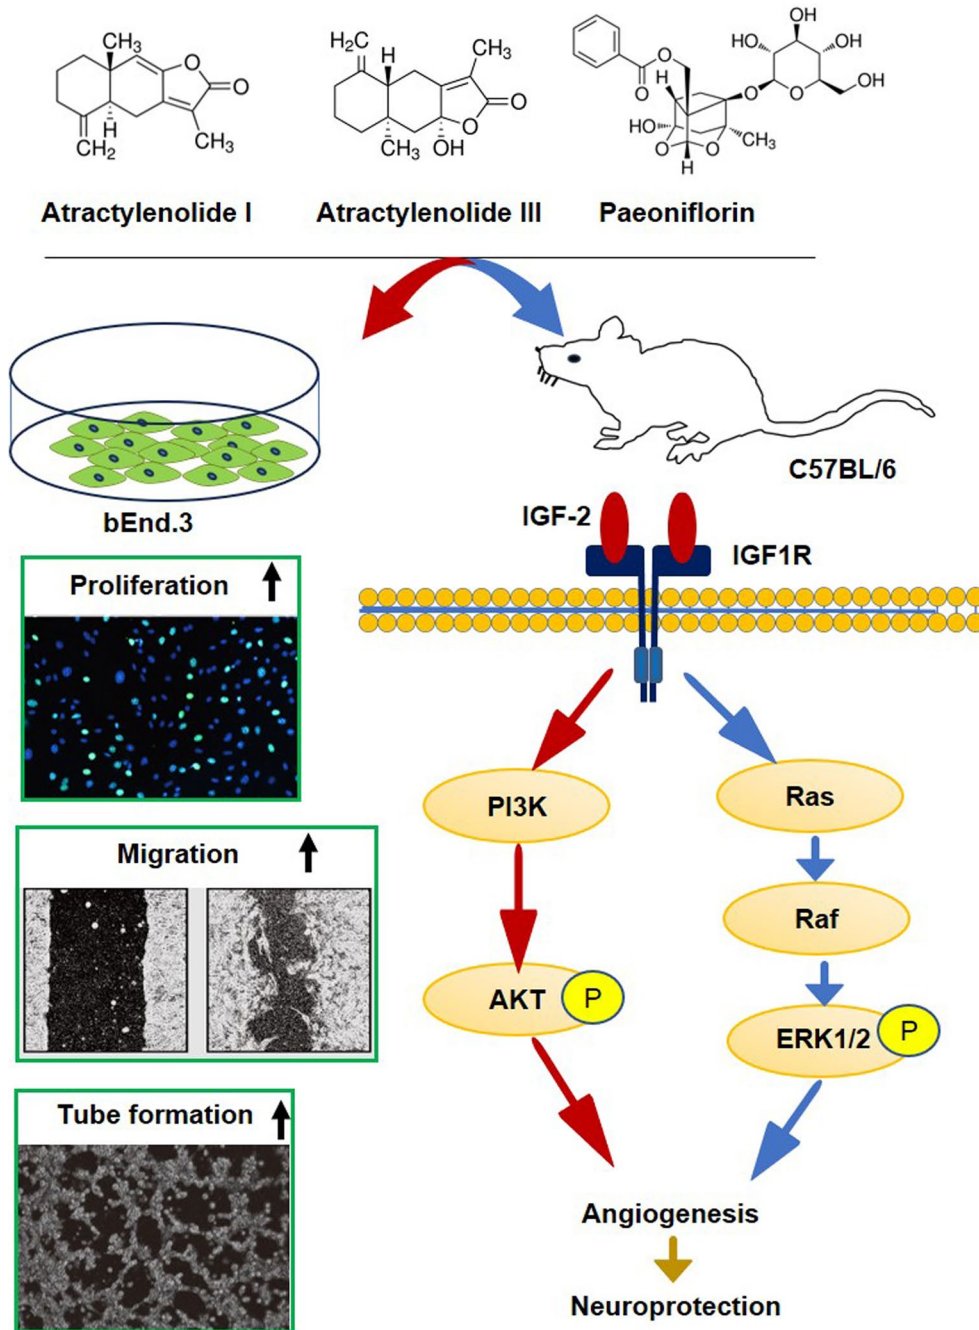 CH₃
O
O
H
CH₂
CH₃
H₂C
H
CH₃
O
O
CH₃
OH
OH
HO
OH
O
O
OH
H
O
O
HO
CH₃
O
O
H
Atractylenolide I
Atractylenolide III
Paeoniflorin
C57BL/6
bEnd.3
IGF-2
IGF1R
Proliferation
PI3K
Ras
Migration
Raf
AKT
P
ERK1/2
P
Tube formation
Angiogenesis
Neuroprotection